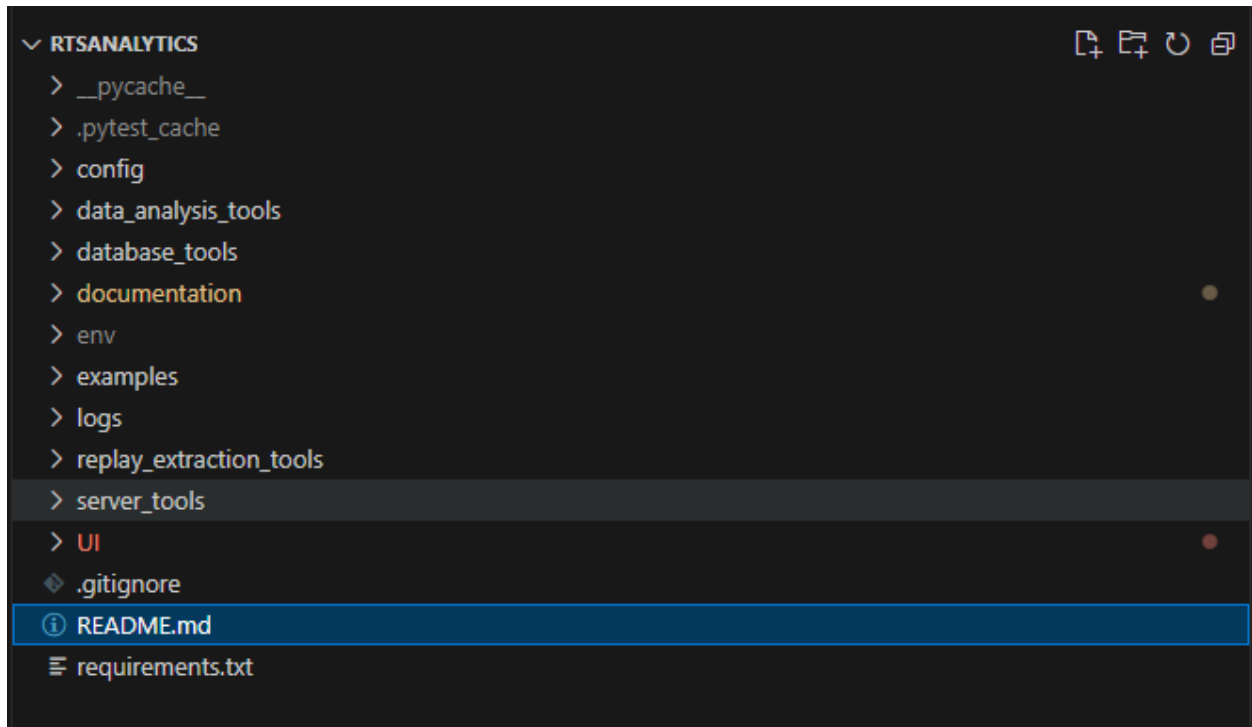 RTSANALYTICS
__pycache__
.pytest_cache
config
data_analysis_tools
database_tools
documentation
env
examples
logs
replay_extraction_tools
server_tools
UI
.gitignore
README.md
requirements.txt